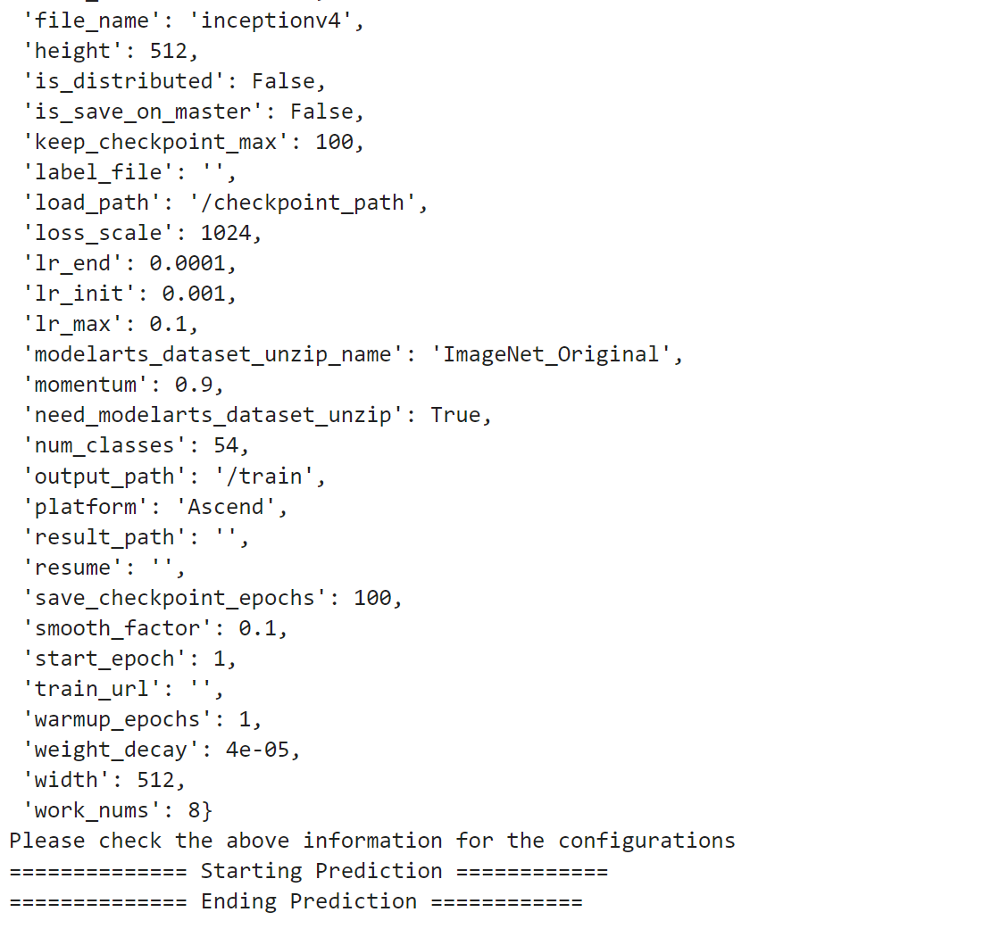 'file_name': 'inceptionv4',
'height': 512,
'is_distributed': False,
'is_save_on_master': False,
'keep_checkpoint_max': 100,
'label_file': '',
'load_path': '/checkpoint_path',
'loss_scale': 1024,
'lr_end': 0.0001,
'lr_init': 0.001,
'lr_max': 0.1,
'modelarts_dataset_unzip_name': 'ImageNet_Original',
'momentum': 0.9,
'need_modelarts_dataset_unzip': True,
'num_classes': 54,
'output_path': '/train',
'platform': 'Ascend',
'result_path': '',
'resume': '',
'save_checkpoint_epochs': 100,
'smooth_factor': 0.1,
'start_epoch': 1,
'train_url': '',
'warmup_epochs': 1,
'weight_decay': 4e-05,
'width': 512,
'work_nums': 8}
Please check the above information for the configurations
============== Starting Prediction ============
============== Ending Prediction ============